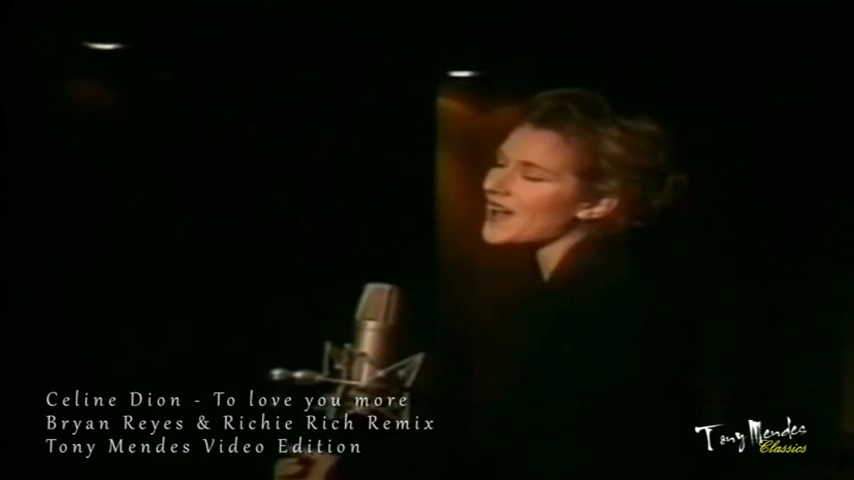 Celine Dion - To love you more
Bryan Reyes & Richie Rich Remix
Tony Mendes Video Edition
Tony Mendes
Classics